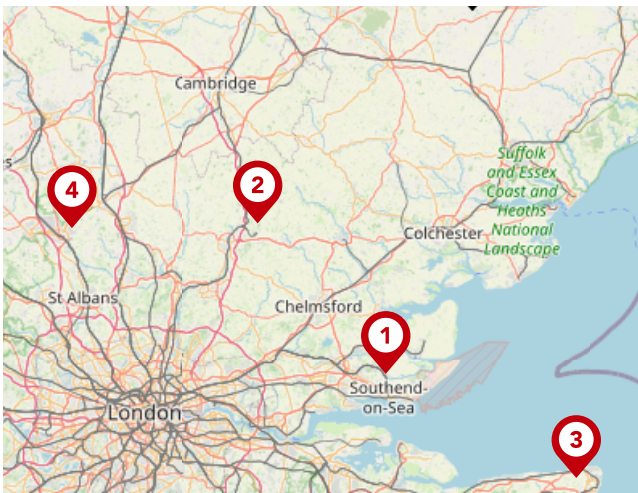 Cambridge
s
4
2
Suffolk
and Essex
Coast and
Heaths
National
Landscape
Colchester
St Albans
Chelmsford
1
Southend-
on-Sea
London
3